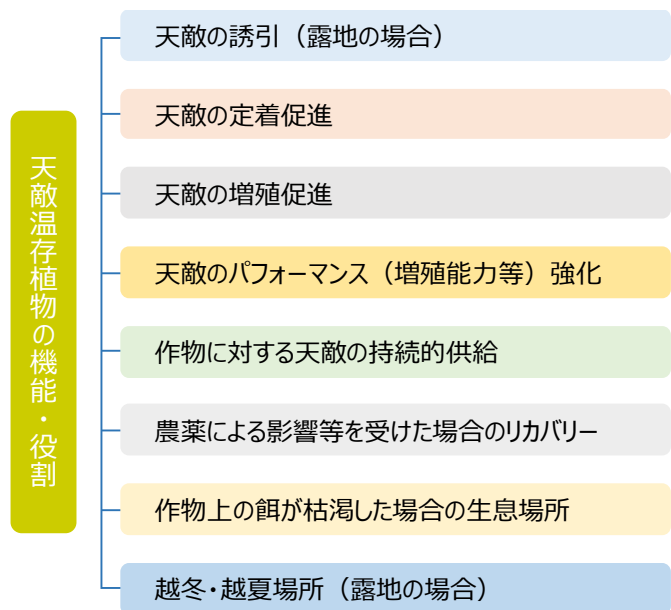 天敵温存植物の機能・役割
天敵の誘引（露地の場合）
天敵の定着促進
天敵の増殖促進
天敵のパフォーマンス（増殖能力等）強化
作物に対する天敵の持続的供給
農薬による影響等を受けた場合のリカバリー
作物上の餌が枯渇した場合の生息場所
越冬・越夏場所（露地の場合）